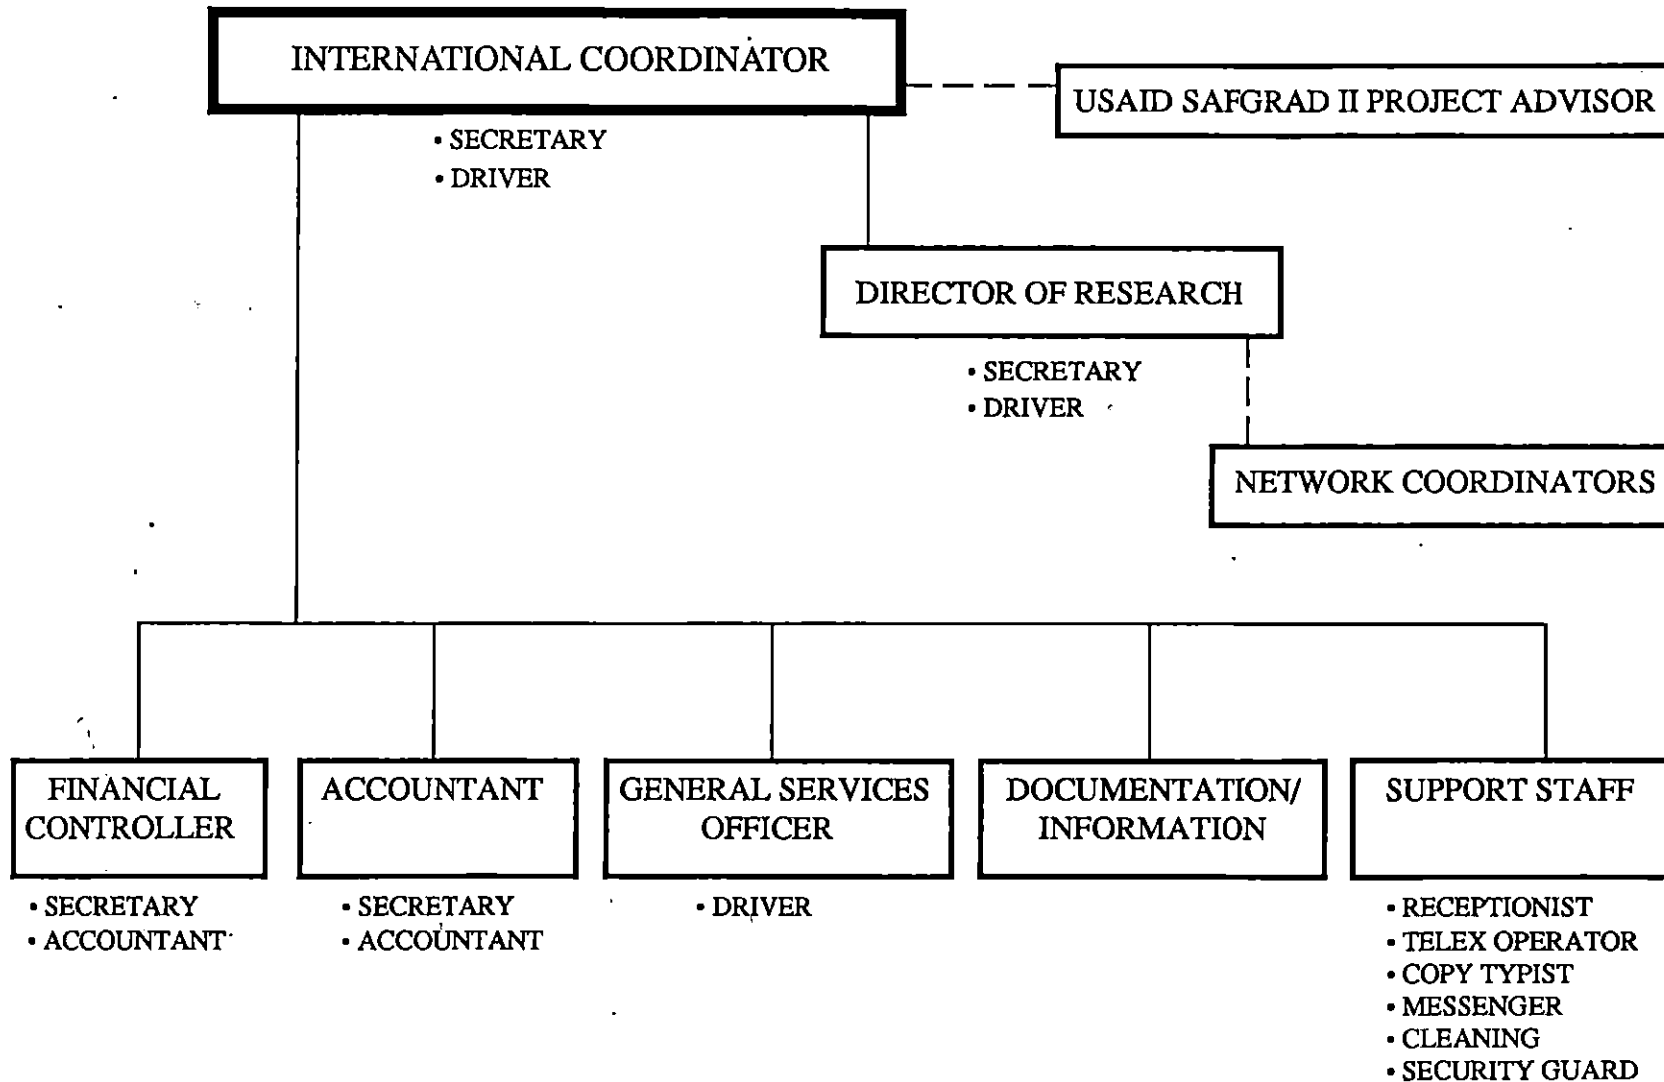 INTERNATIONAL COORDINATOR
USAID SAFGRAD II PROJECT ADVISOR
• SECRETARY
• DRIVER
DIRECTOR OF RESEARCH
• SECRETARY
• DRIVER
NETWORK COORDINATORS
FINANCIAL
CONTROLLER
• SECRETARY
• ACCOUNTANT
ACCOUNTANT
• SECRETARY
• ACCOUNTANT
GENERAL SERVICES
OFFICER
• DRIVER
DOCUMENTATION/
INFORMATION
SUPPORT STAFF
• RECEPTIONIST
• TELEX OPERATOR
• COPY TYPIST
• MESSENGER
• CLEANING
• SECURITY GUARD